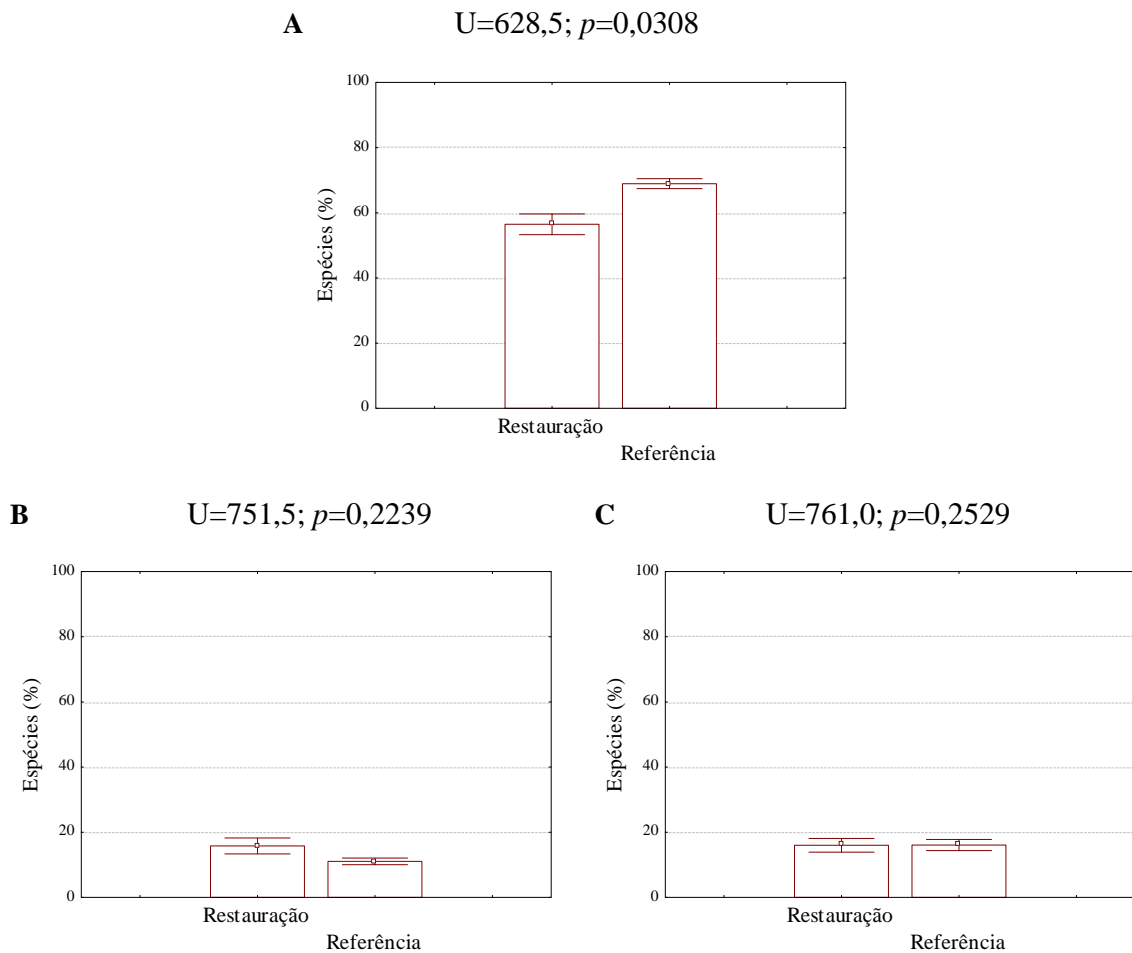 A
U=628,5; p=0,0308
100
80
60
40
20
0
Espécies (%)
Restauração
Referência
B
U=751,5; p=0,2239
100
80
60
40
20
0
Espécies (%)
Restauração
Referência
C
U=761,0; p=0,2529
100
80
60
40
20
0
Espécies (%)
Restauração
Referência